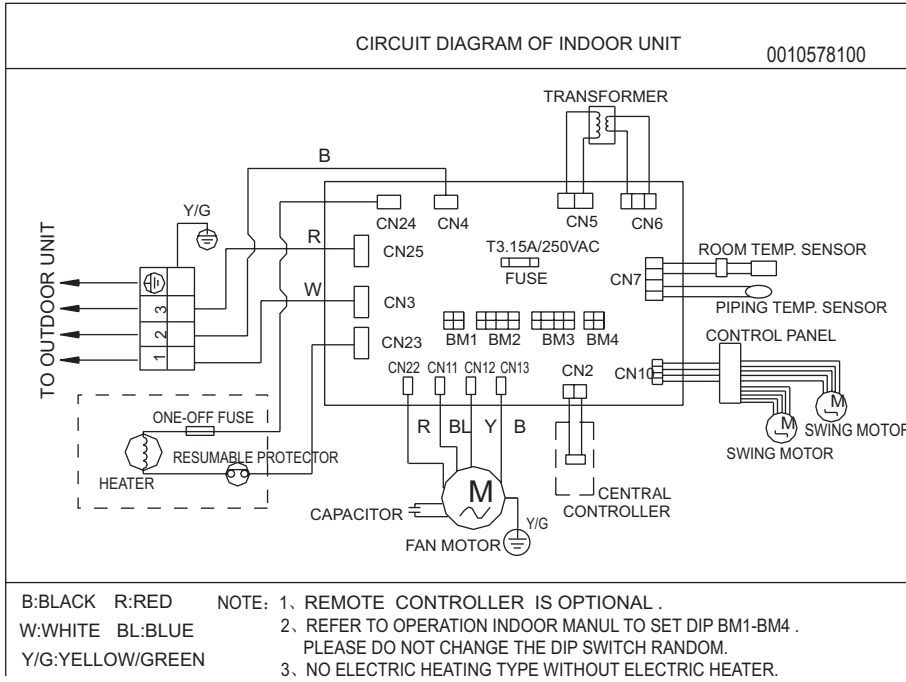 CIRCUIT DIAGRAM OF INDOOR UNIT
0010578100
TRANSFORMER
B
Y/G
CN24
CN4
CN5
CN6
R
CN25
T3.15A/250VAC
FUSE
ROOM TEMP. SENSOR
CN7
W
CN3
PIPING TEMP. SENSOR
TO OUTDOOR UNIT
3
2
1
CN23
BM1
BM2
BM3
BM4
CONTROL PANEL
CN22
CN11
CN12
CN13
CN2
CN10
ONE-OFF FUSE
R
BL
Y
B
M
SWING MOTOR
M
SWING MOTOR
RESUMABLE PROTECTOR
HEATER
M
CAPACITOR
Y/G
FAN MOTOR
CENTRAL
CONTROLLER
B:BLACK R:RED
W:WHITE BL:BLUE
Y/G:YELLOW/GREEN
NOTE: 1、REMOTE CONTROLLER IS OPTIONAL .
2、REFER TO OPERATION INDOOR MANUL TO SET DIP BM1-BM4 .
PLEASE DO NOT CHANGE THE DIP SWITCH RANDOM.
3、NO ELECTRIC HEATING TYPE WITHOUT ELECTRIC HEATER.